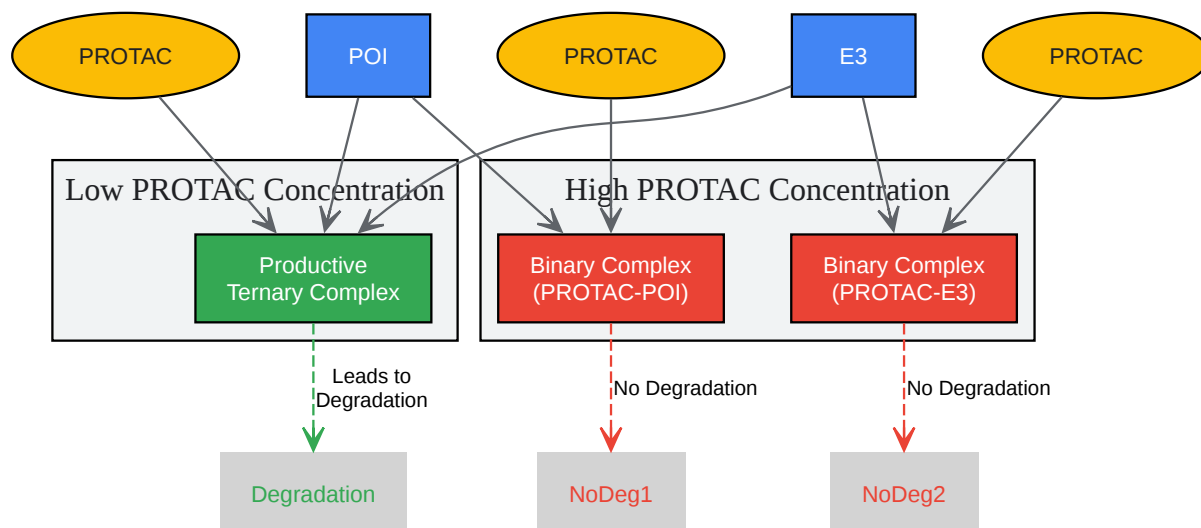 PROTAC
POI
PROTAC
E3
PROTAC
Low PROTAC Concentration
High PROTAC Concentration
Productive
Ternary Complex
Binary Complex
(PROTAC-POI)
Binary Complex
(PROTAC-E3)
Leads to
Degradation
No Degradation
No Degradation
Degradation
NoDeg1
NoDeg2